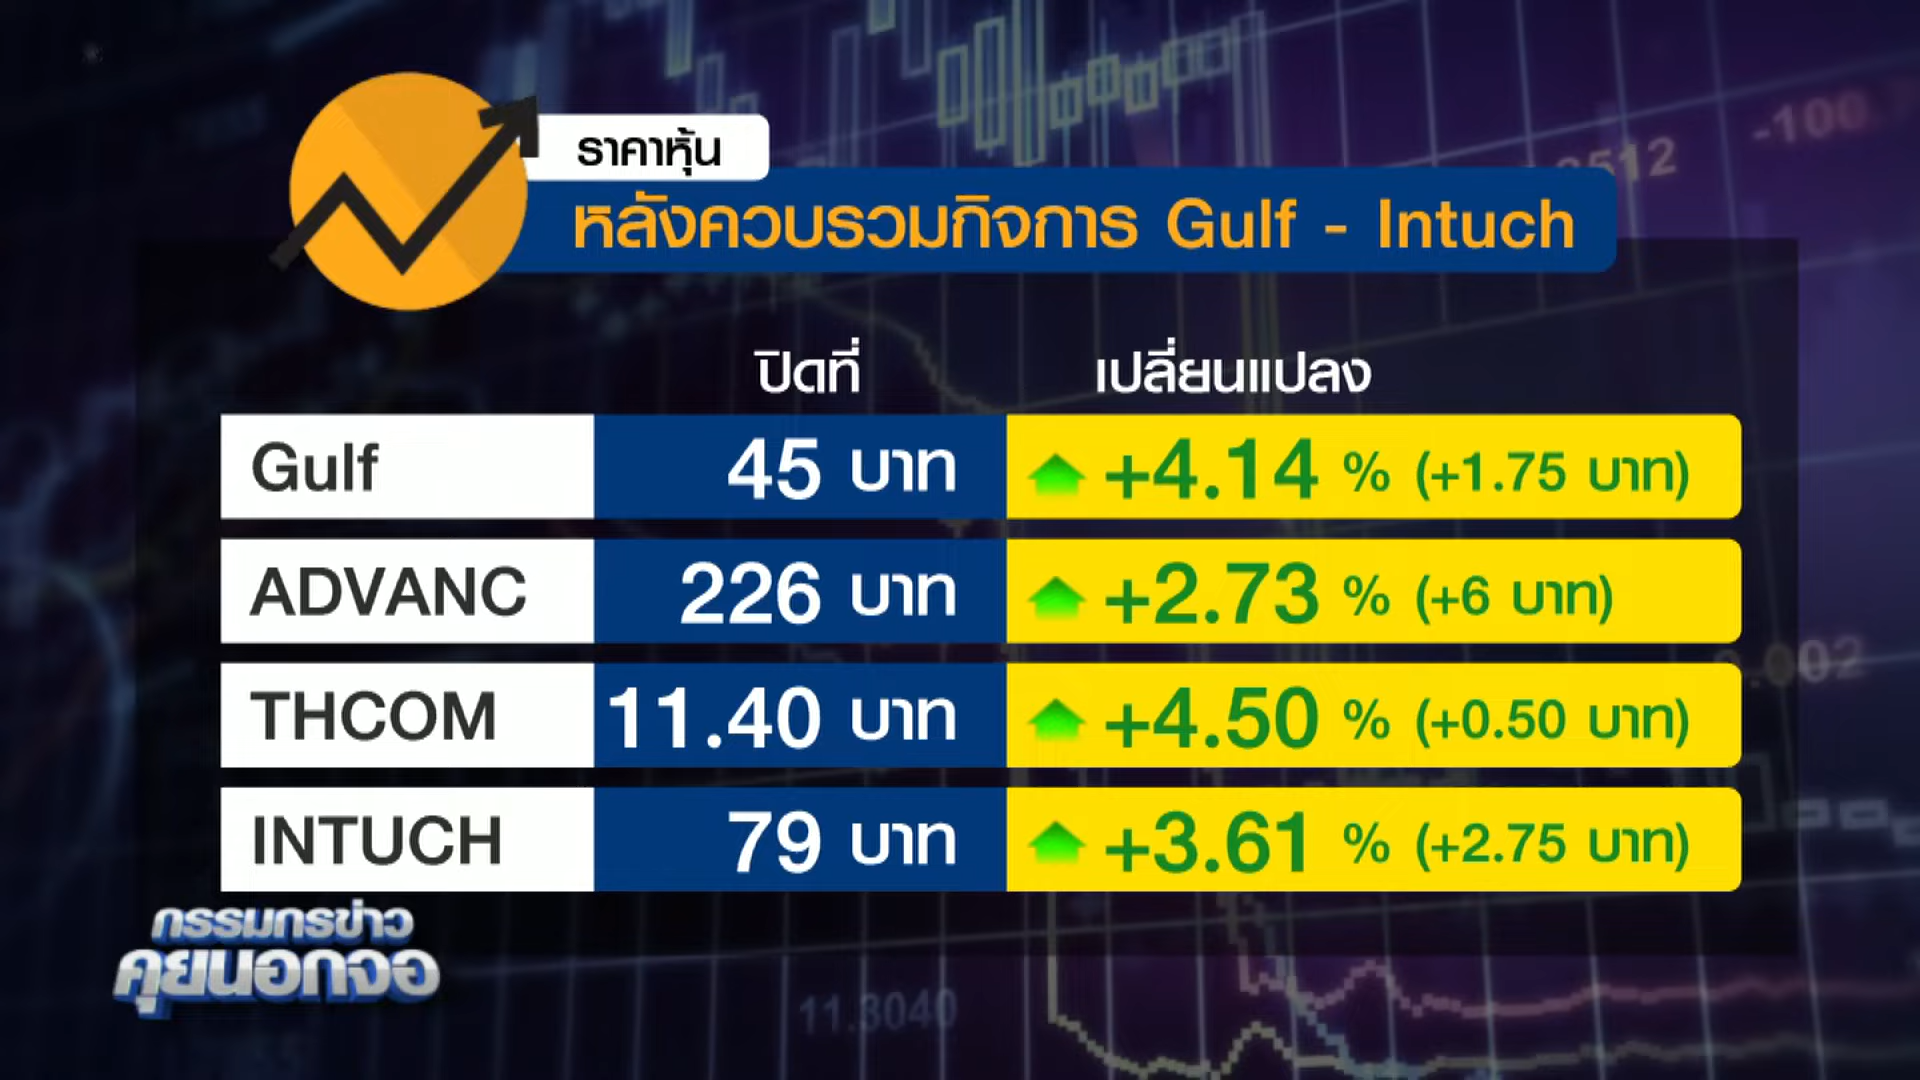 ราคาหุ้น
หลังควบรวมกิจการ Gulf - Intuch
ปิดที่ เปลี่ยนแปลง
Gulf 45 บาท +4.14 % (+1.75 บาท)
ADVANC 226 บาท +2.73 % (+6 บาท)
THCOM 11.40 บาท +4.50 % (+0.50 บาท)
INTUCH 79 บาท +3.61 % (+2.75 บาท)
กรรมกรข่าว
คุยนอกจอ
11.3040